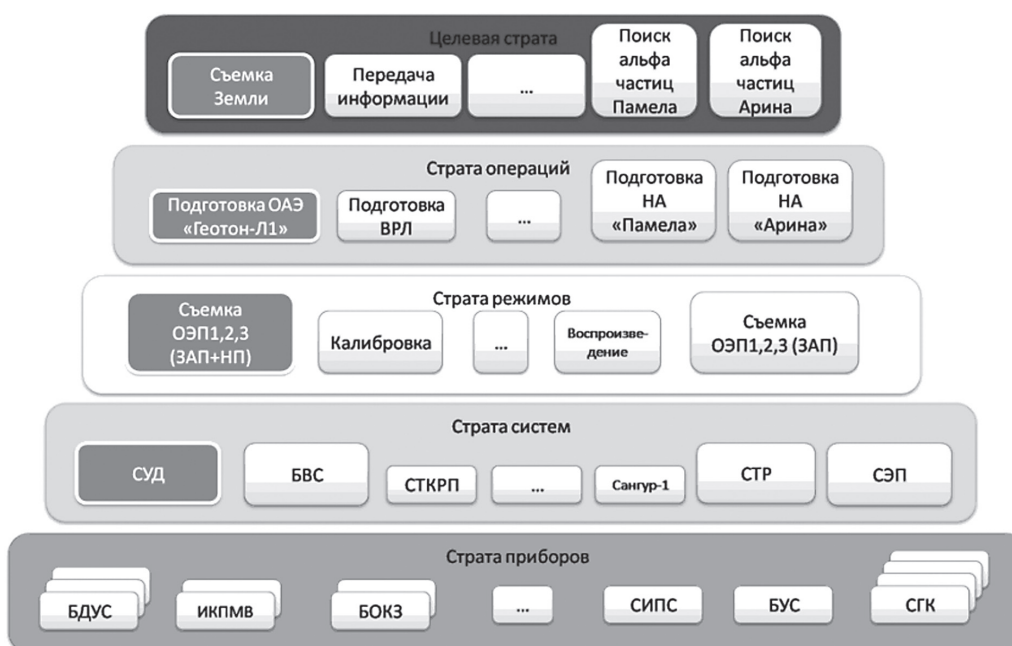 Целевая страта
Съемка
Земли
Передача
информации
...
Поиск
альфа
частиц
Памела
Поиск
альфа
частиц
Арина
Страта операций
Подготовка ОАЭ
«Геотон-Л1»
Подготовка
ВРЛ
...
Подготовка
НА
«Памела»
Подготовка
НА
«Арина»
Страта режимов
Съемка
ОЭП1,2,3
(ЗАП+НП)
Калибровка
...
Воспроизве-
дение
Съемка
ОЭП1,2,3 (ЗАП)
Страта систем
СУД
БВС
СТКРП
...
Сангур-1
СТР
СЭП
Страта приборов
БДУС
ИКПМВ
БОКЗ
...
СИПС
БУС
СГК